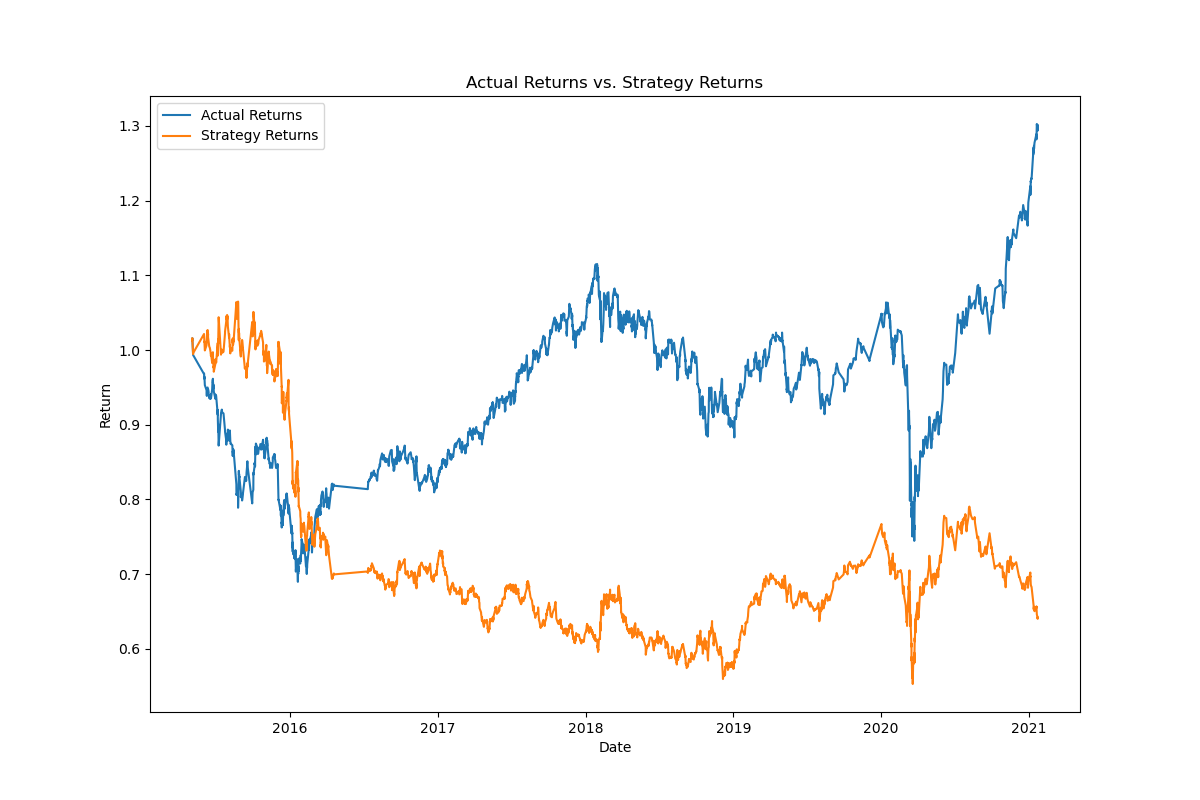 Actual Returns vs. Strategy Returns
Actual Returns
Strategy Returns
1.3
1.2
1.1
1.0
0.9
0.8
0.7
0.6
Return
2016 2017 2018 2019 2020 2021
Date